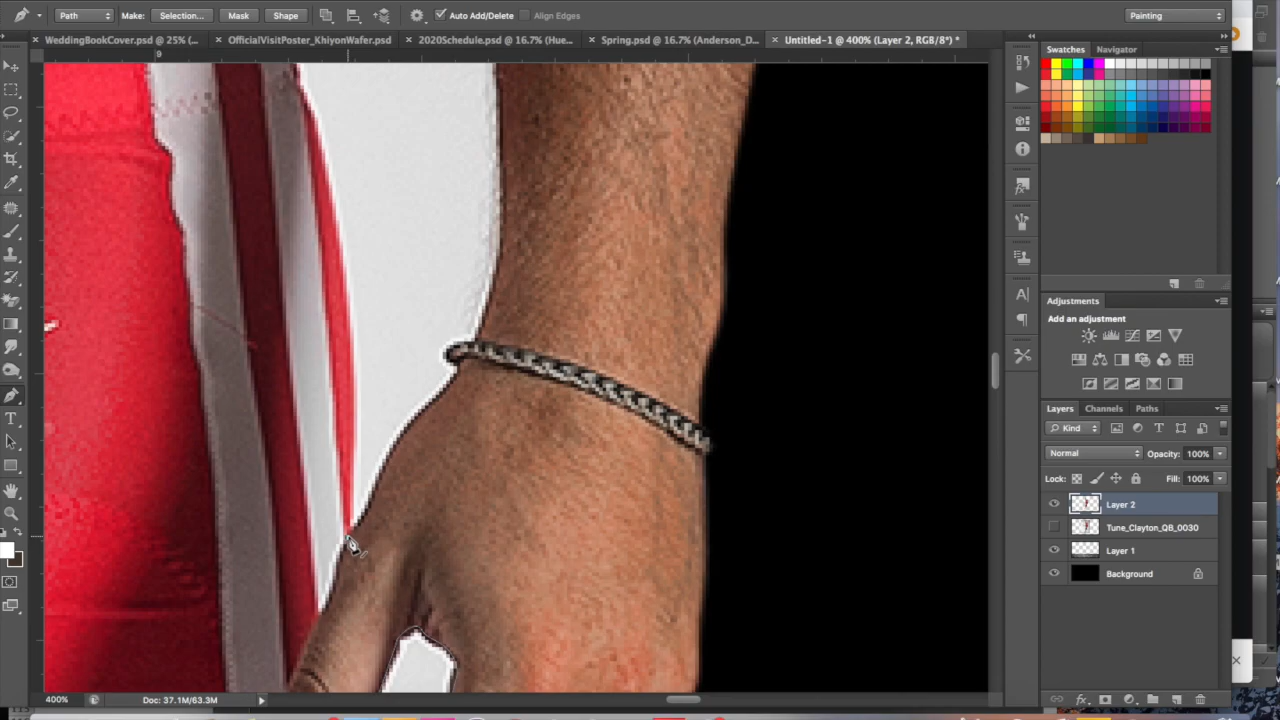 Path Make: Selection... Mask Shape Auto Add/Delete Align Edges Painting
WeddingBookCover.psd @ 25% ( OfficialVisitPoster_KhiyonWafer.psd 2020Schedule.psd @ 16.7% (Hue... Spring.psd @ 16.7% (Anderson_D... Untitled-1 @ 400% (Layer 2, RGB/8*) *
9
Swatches Navigator
Adjustments
Add an adjustment
Layers Channels Paths
Kind
Normal Opacity: 100%
Lock: Fill: 100%
Layer 2
Tune_Clayton_QB_0030
Layer 1
Background
400% Doc: 37.1M/63.3M